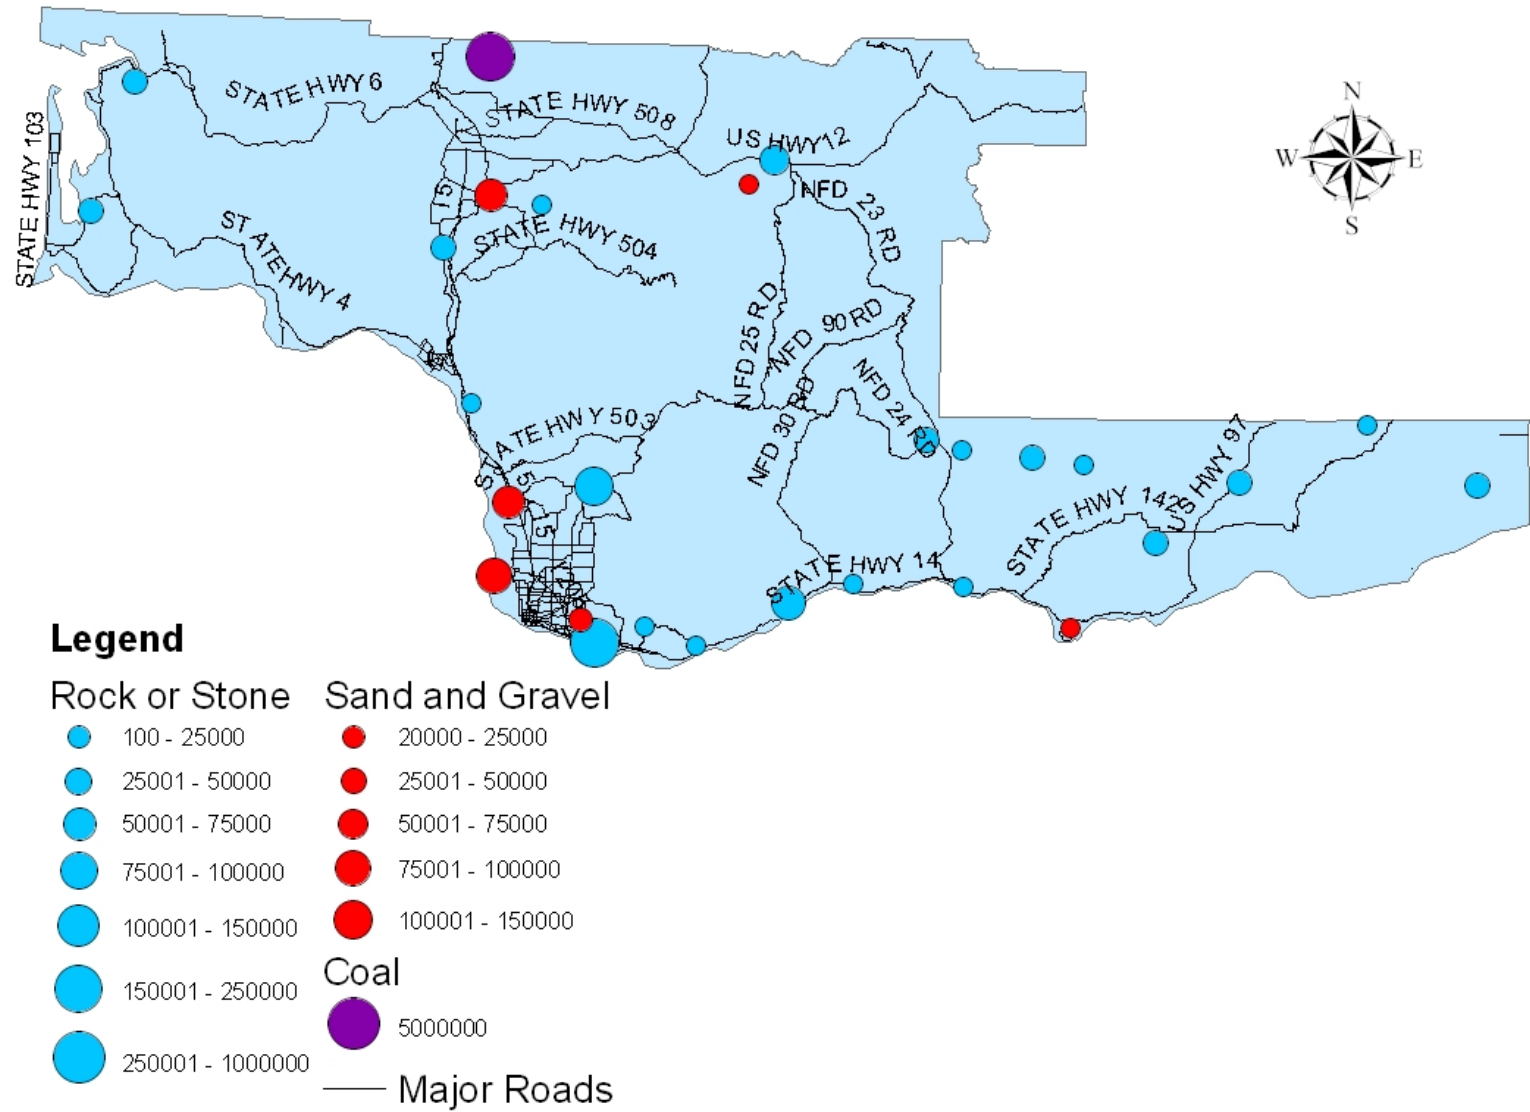 N
W E
S
STATE HWY 6
STATE HWY 508
US HWY12
STATE HWY 103
I5
NFD
23 RD
STATE HWY 504
ST ATEHWY 4
NFD 25 RD
NFD 90 RD
NFD 24 RD
NFD 30 RD
STATE HWY 503
US HWY 97
STATE HWY 142
STATE HWY 14
Legend
Rock or Stone
100 - 25000
25001 - 50000
50001 - 75000
75001 - 100000
100001 - 150000
150001 - 250000
250001 - 1000000
Sand and Gravel
20000 - 25000
25001 - 50000
50001 - 75000
75001 - 100000
100001 - 150000
Coal
5000000
Major Roads